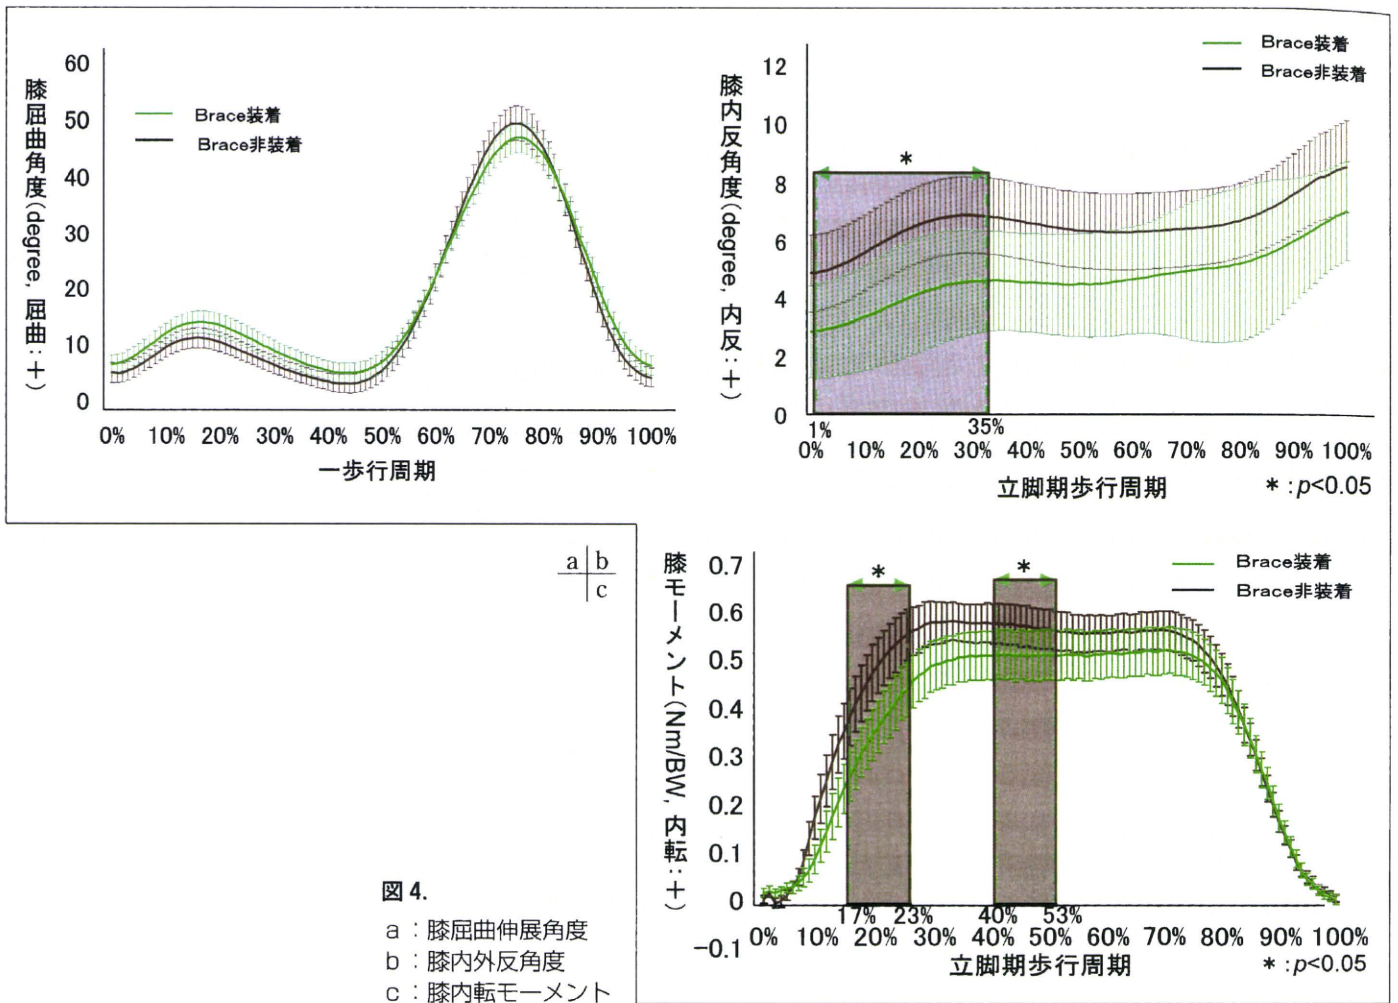 膝屈曲角度(degree, 屈曲:+)
60
50
40
30
20
10
0
Brace装着
Brace非装着
0% 10% 20% 30% 40% 50% 60% 70% 80% 90% 100%
一歩行周期
膝内反角度(degree, 内反:+)
12
10
8
6
4
2
0
Brace装着
Brace非装着
*
1% 35%
0% 10% 20% 30% 40% 50% 60% 70% 80% 90% 100%
立脚期歩行周期
*:p<0.05
a b
c
膝モーメント(Nm/BW, 内転:+)
0.7
0.6
0.5
0.4
0.3
0.2
0.1
0
-0.1
Brace装着
Brace非装着
* *
17% 23% 40% 53%
0% 10% 20% 30% 40% 50% 60% 70% 80% 90% 100%
立脚期歩行周期
*:p<0.05
図4.
a:膝屈曲伸展角度
b:膝内外反角度
c:膝内転モーメント